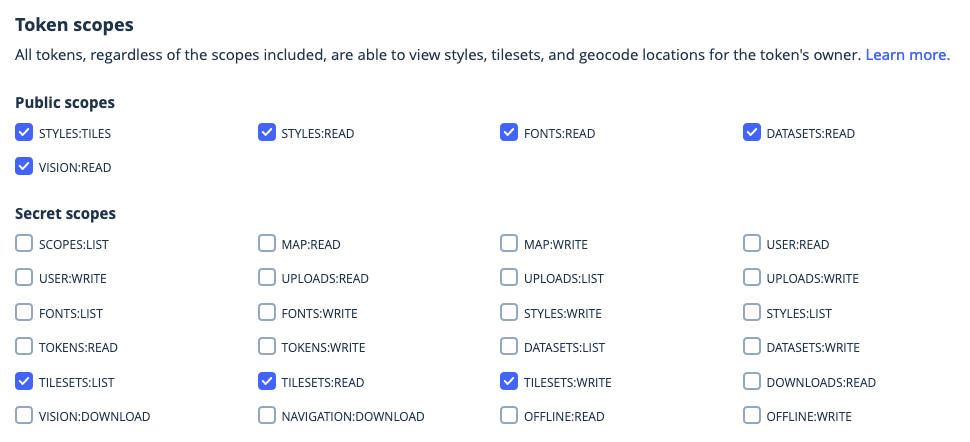 Token scopes
All tokens, regardless of the scopes included, are able to view styles, tilesets, and geocode locations for the token's owner. Learn more.
Public scopes
STYLES:TILES STYLES:READ FONTS:READ DATASETS:READ
VISION:READ
Secret scopes
SCOPES:LIST MAP:READ MAP:WRITE USER:READ
USER:WRITE UPLOADS:READ UPLOADS:LIST UPLOADS:WRITE
FONTS:LIST FONTS:WRITE STYLES:WRITE STYLES:LIST
TOKENS:READ TOKENS:WRITE DATASETS:LIST DATASETS:WRITE
TILESETS:LIST TILESETS:READ TILESETS:WRITE DOWNLOADS:READ
VISION:DOWNLOAD NAVIGATION:DOWNLOAD OFFLINE:READ OFFLINE:WRITE